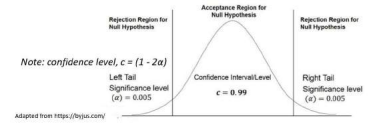 Acceptance Region for
Null Hypothesis
Rejection Region for
Null Hypothesis
Rejection Region for
Null Hypothesis
Note: confidence level, c = (1 - 2α)
Left Tail
Significance level
(α) = 0.005
Confidence Interval/Level
c = 0.99
Right Tail
Significance level
(α) = 0.005
Adapted from https://byjus.com/